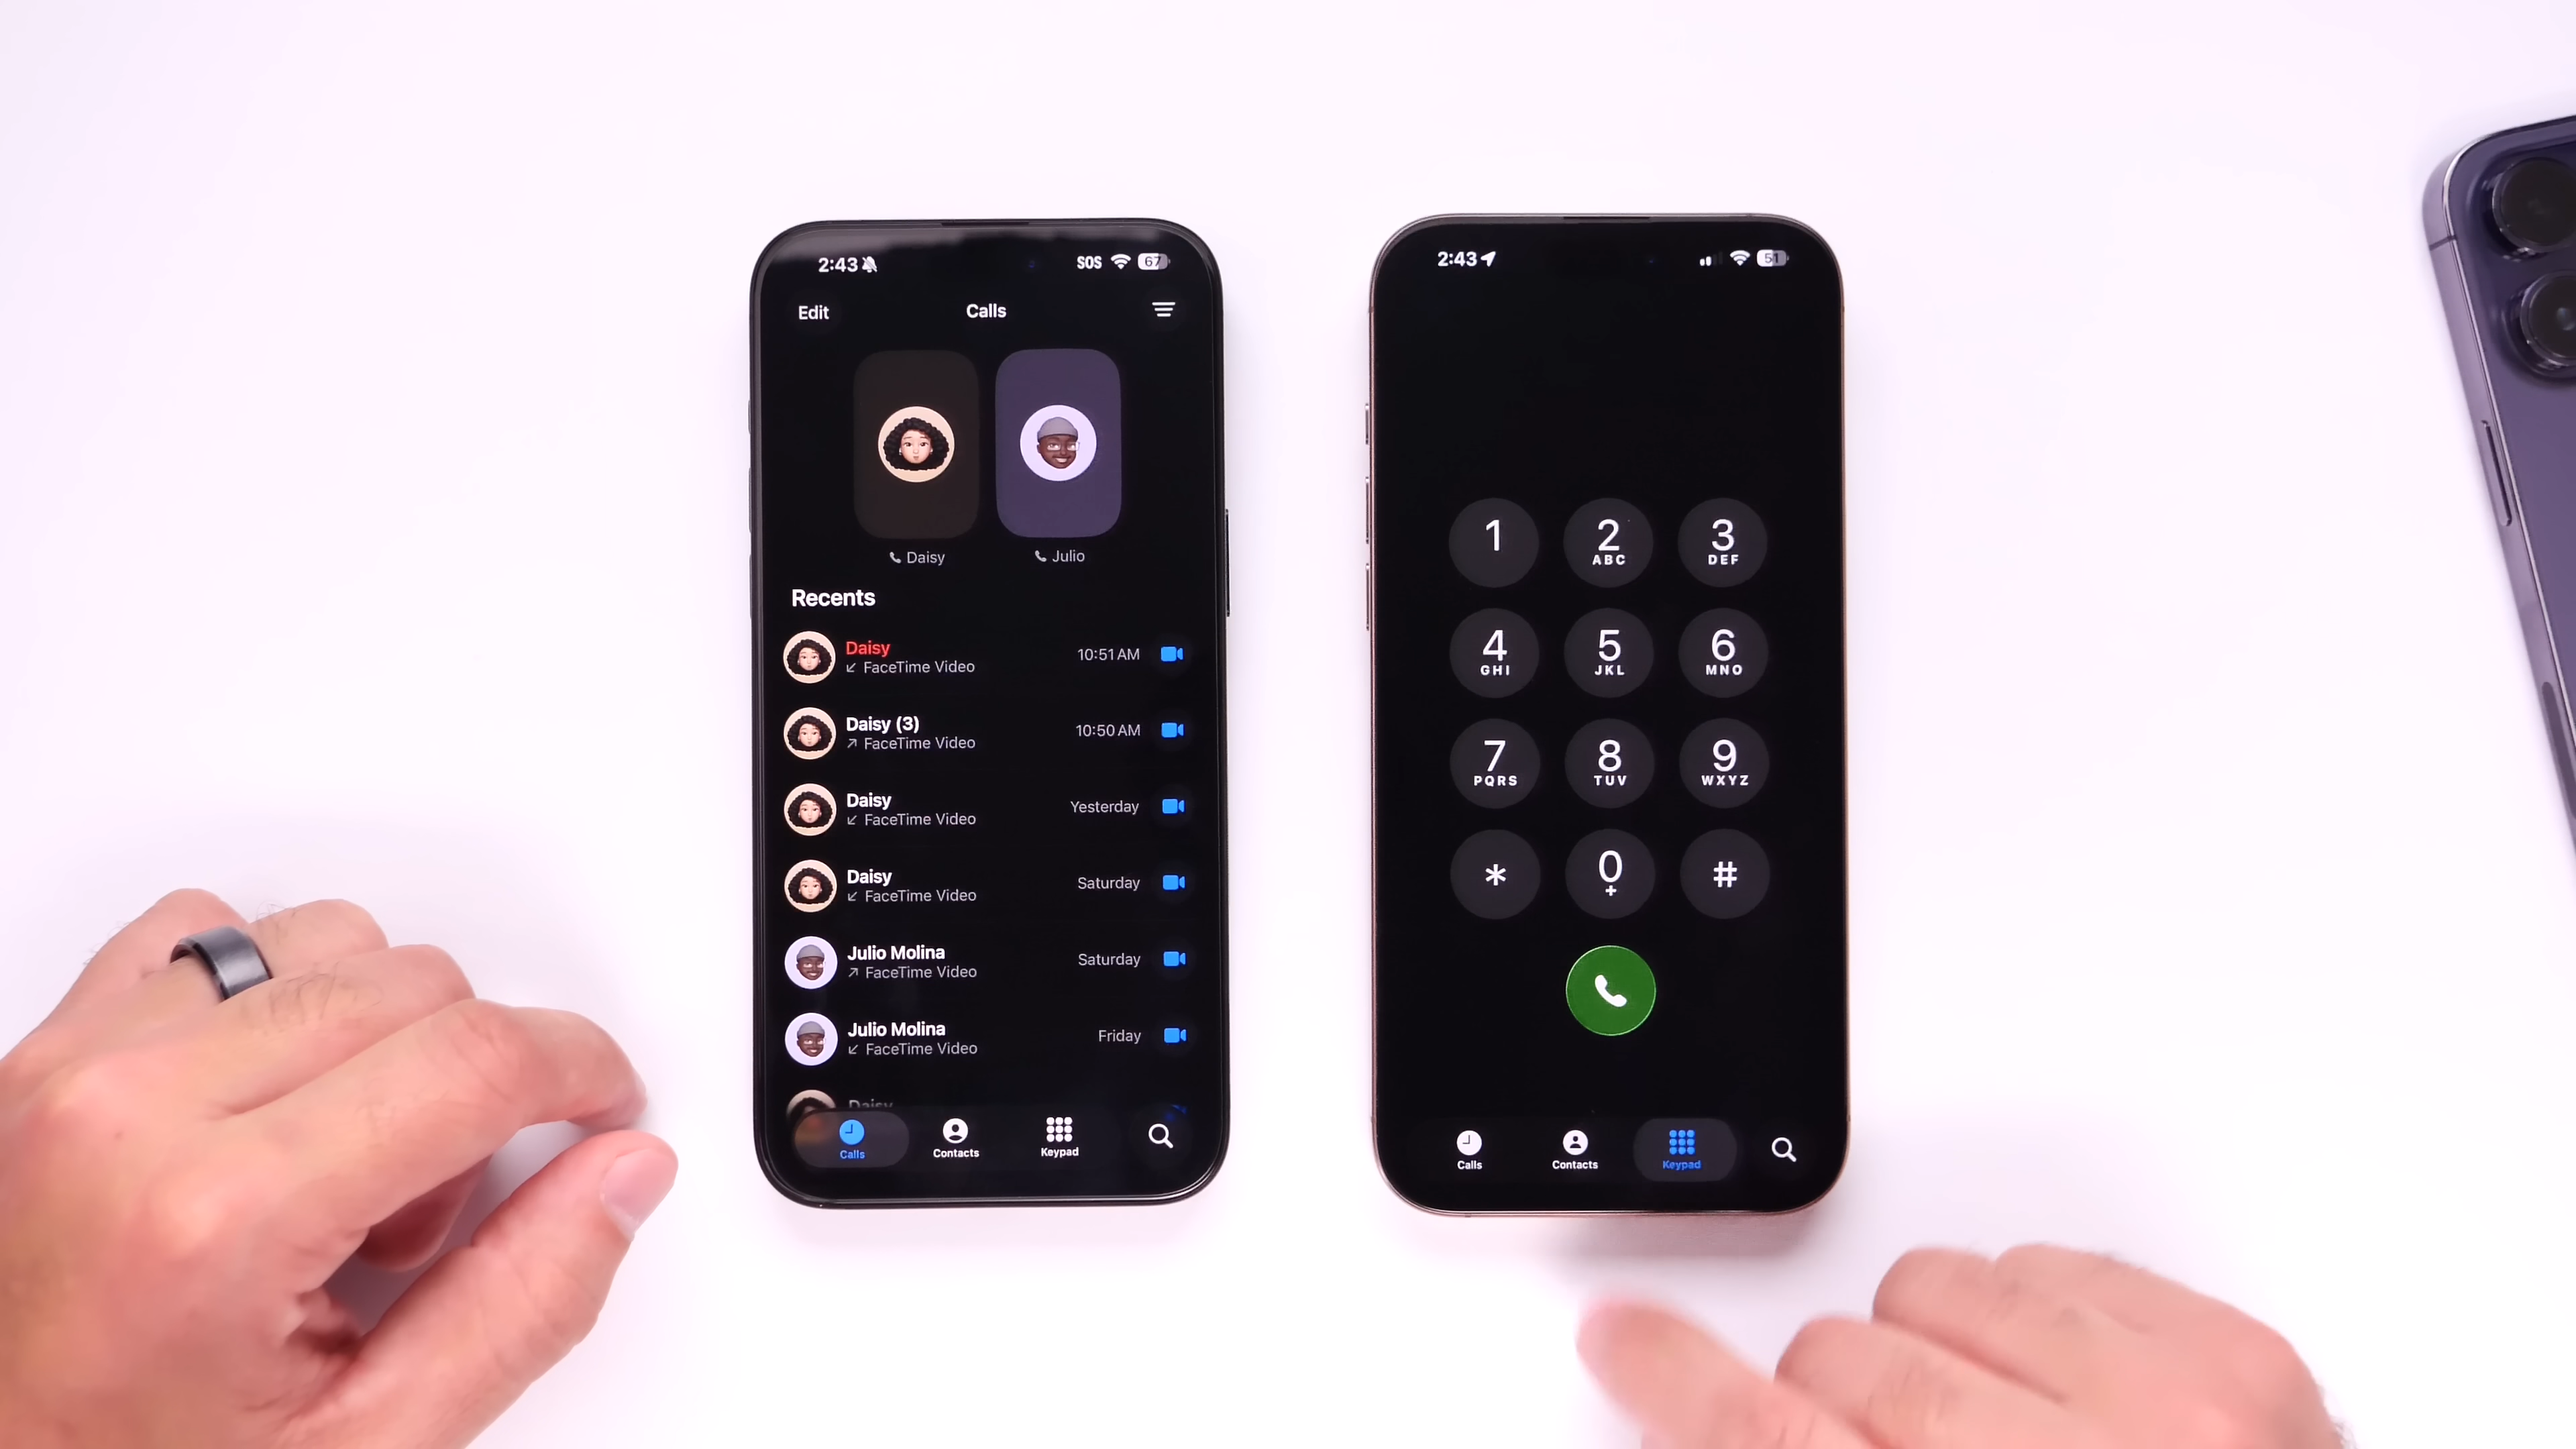 2:43
SOS
67
Edit
Calls
Daisy
Julio
Recents
Daisy
FaceTime Video
10:51 AM
Daisy (3)
FaceTime Video
10:50 AM
Daisy
FaceTime Video
Yesterday
Daisy
FaceTime Video
Saturday
Julio Molina
FaceTime Video
Saturday
Julio Molina
FaceTime Video
Friday
Daisy
Calls
Contacts
Keypad
2:43
51
1
2
ABC
3
DEF
4
GHI
5
JKL
6
MNO
7
PQRS
8
TUV
9
WXYZ
*
0
+
#
Calls
Contacts
Keypad